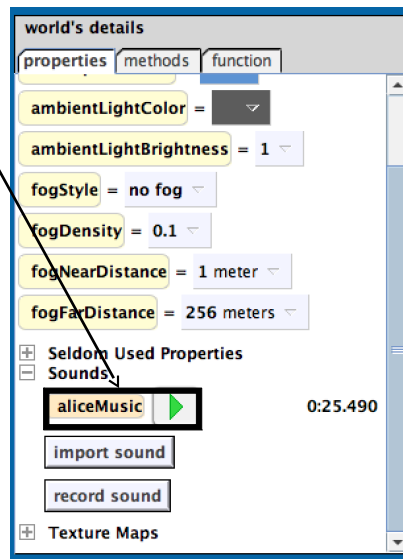 world's details
properties methods function
ambientLightColor =
ambientLightBrightness = 1
fogStyle = no fog
fogDensity = 0.1
fogNearDistance = 1 meter
fogFarDistance = 256 meters
Seldom Used Properties
Sounds
aliceMusic 0:25.490
import sound
record sound
Texture Maps